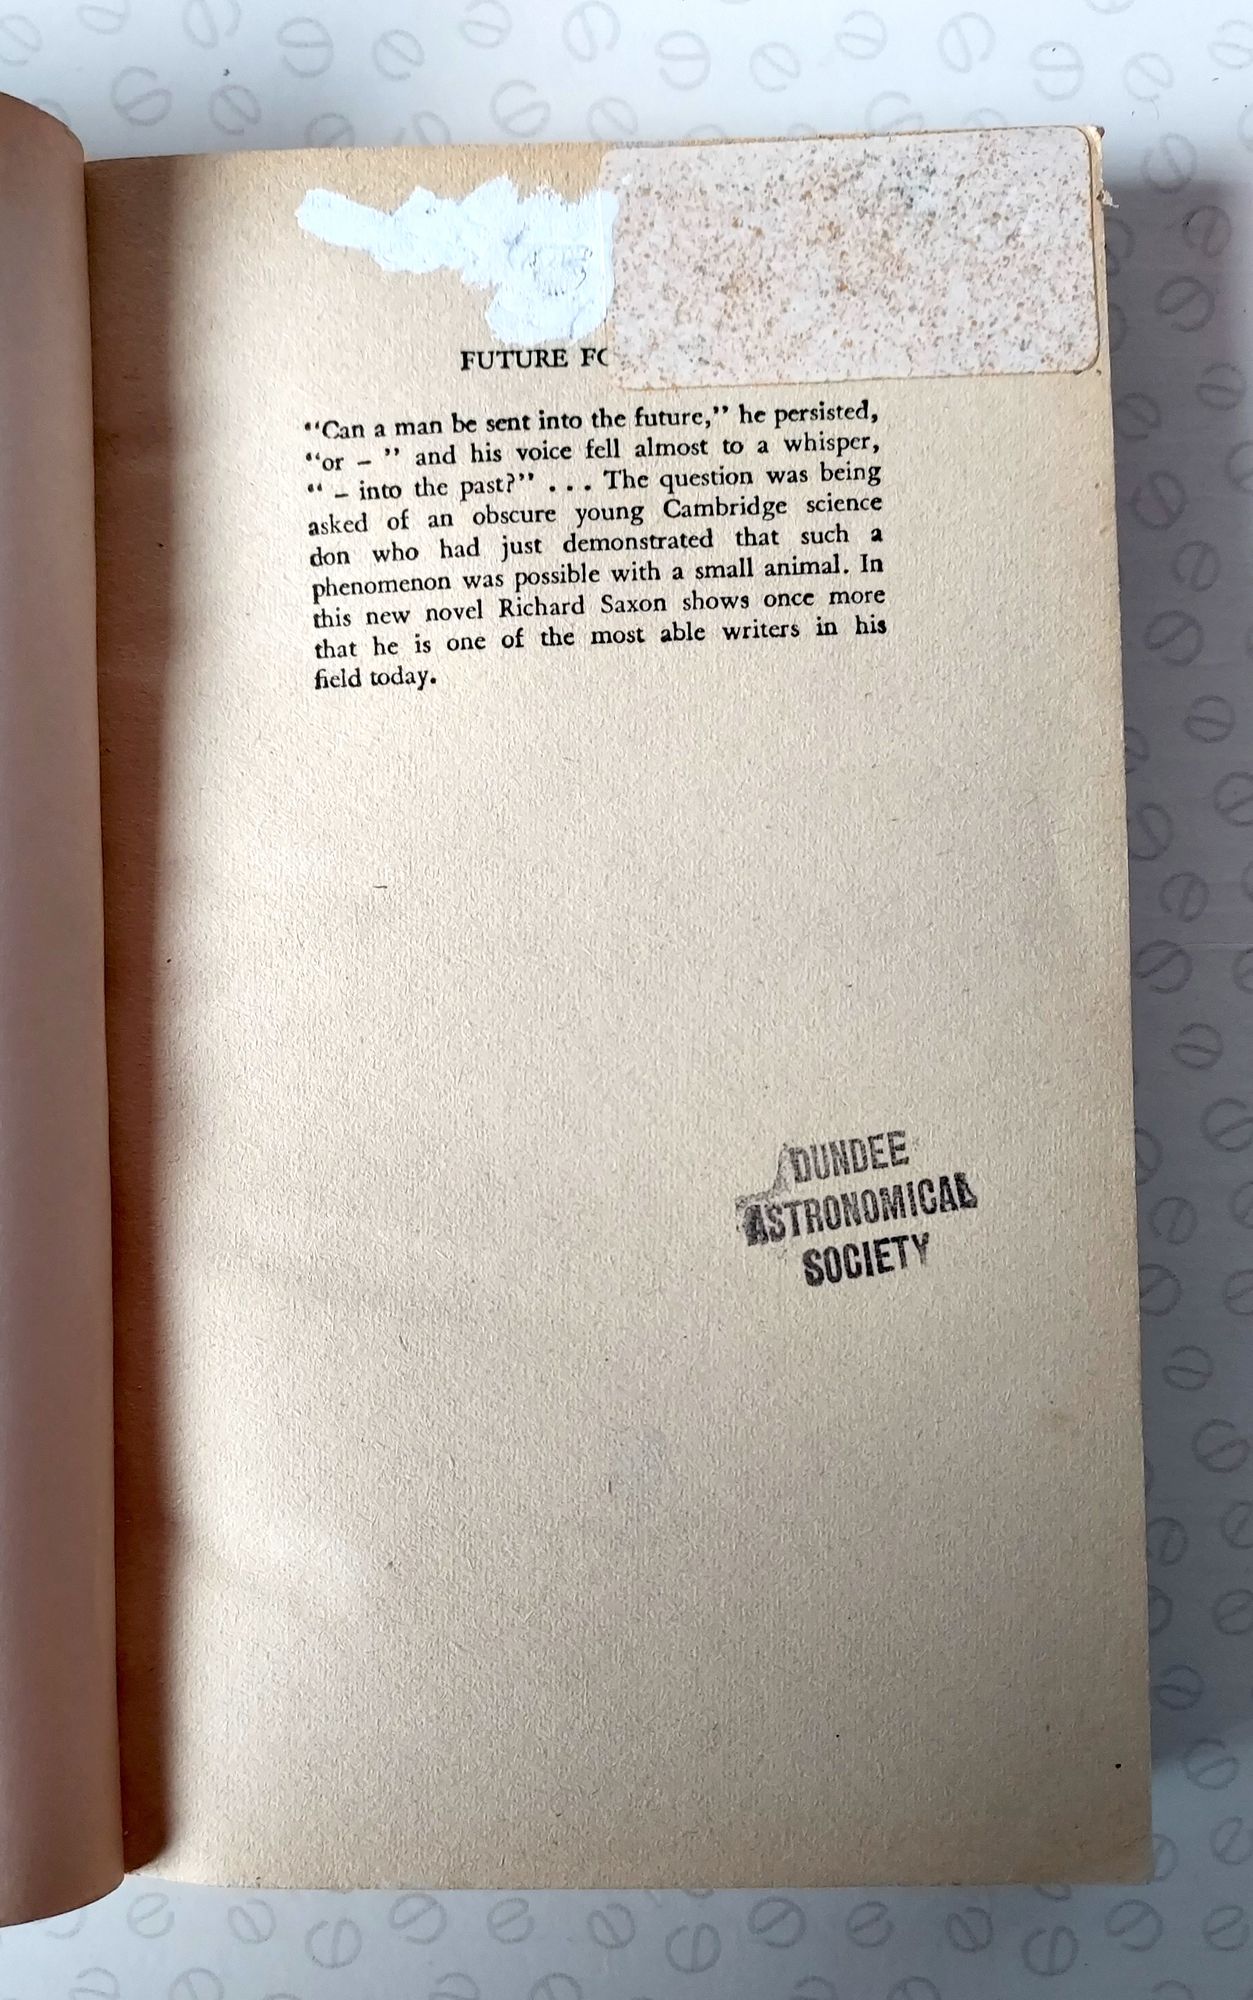 FUTURE FO
"Can a man be sent into the future," he persisted,
"or – " and his voice fell almost to a whisper,
" – into the past?" . . . The question was being
asked of an obscure young Cambridge science
don who had just demonstrated that such a
phenomenon was possible with a small animal. In
this new novel Richard Saxon shows once more
that he is one of the most able writers in his
field today.
DUNDEE
ASTRONOMICAL
SOCIETY